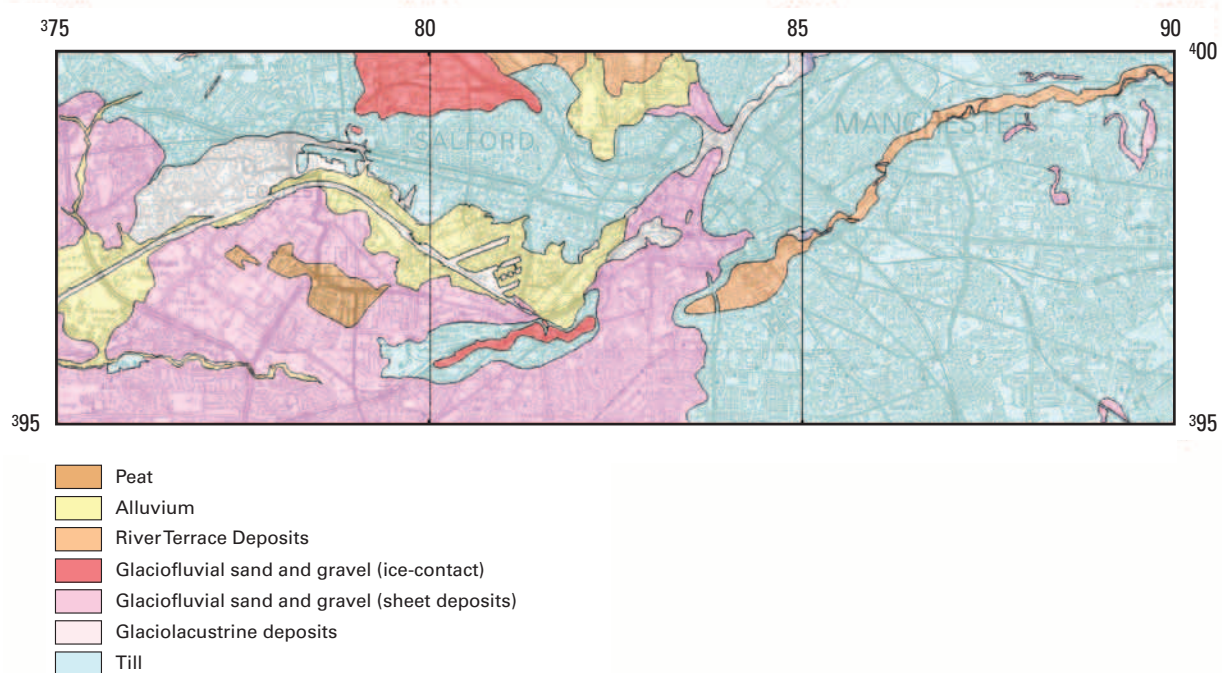 ³75 80 85 90
⁴00
SALFORD
MANCHESTER
ECCLES
³95 ³95
Peat
Alluvium
River Terrace Deposits
Glaciofluvial sand and gravel (ice-contact)
Glaciofluvial sand and gravel (sheet deposits)
Glaciolacustrine deposits
Till